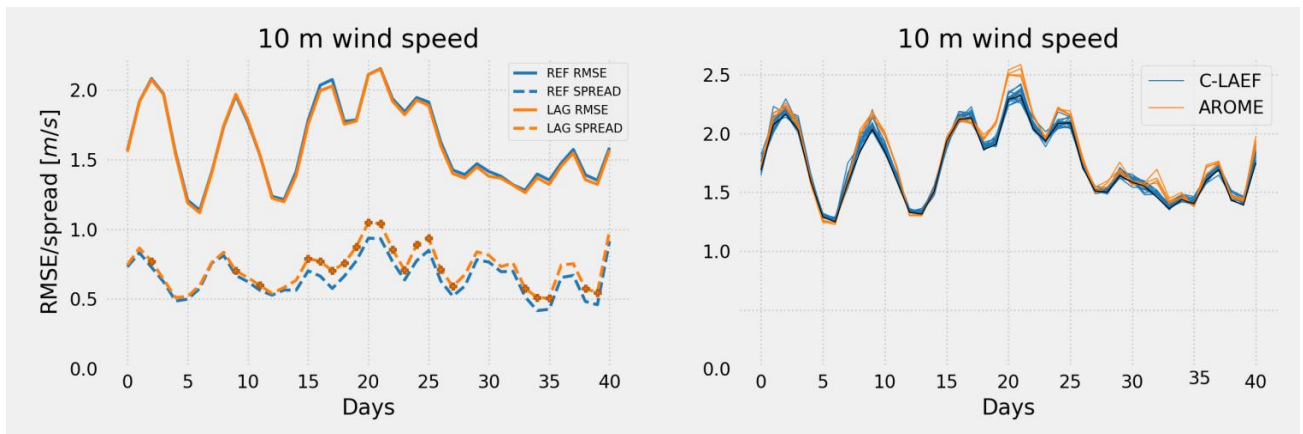 10 m wind speed
REF RMSE
REF SPREAD
LAG RMSE
LAG SPREAD
RMSE/spread [m/s]
2.0
1.5
1.0
0.5
0.0
0 5 10 15 20 25 30 35 40
Days
10 m wind speed
C-LAEF
AROME
2.5
2.0
1.5
1.0
0.0
0 5 10 15 20 25 30 35 40
Days